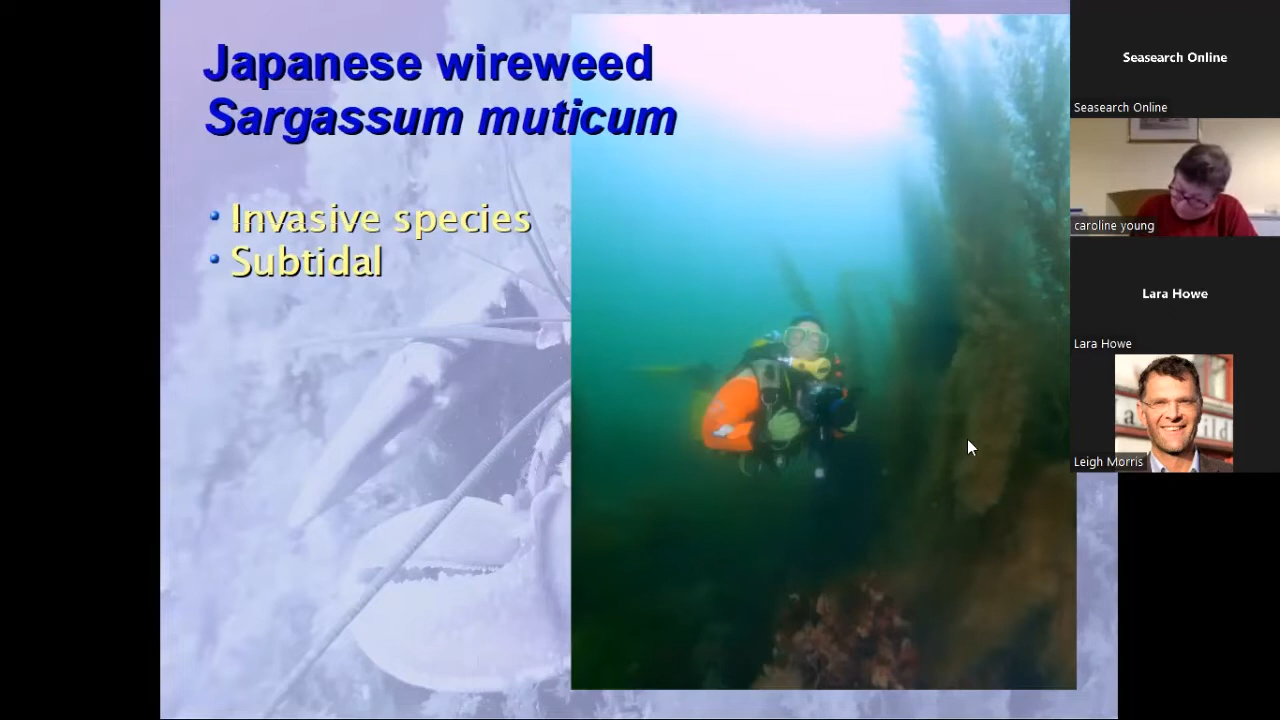 Japanese wireweed
Sargassum muticum
• Invasive species
• Subtidal
Seasearch Online
Seasearch Online
caroline young
Lara Howe
Lara Howe
Leigh Morris